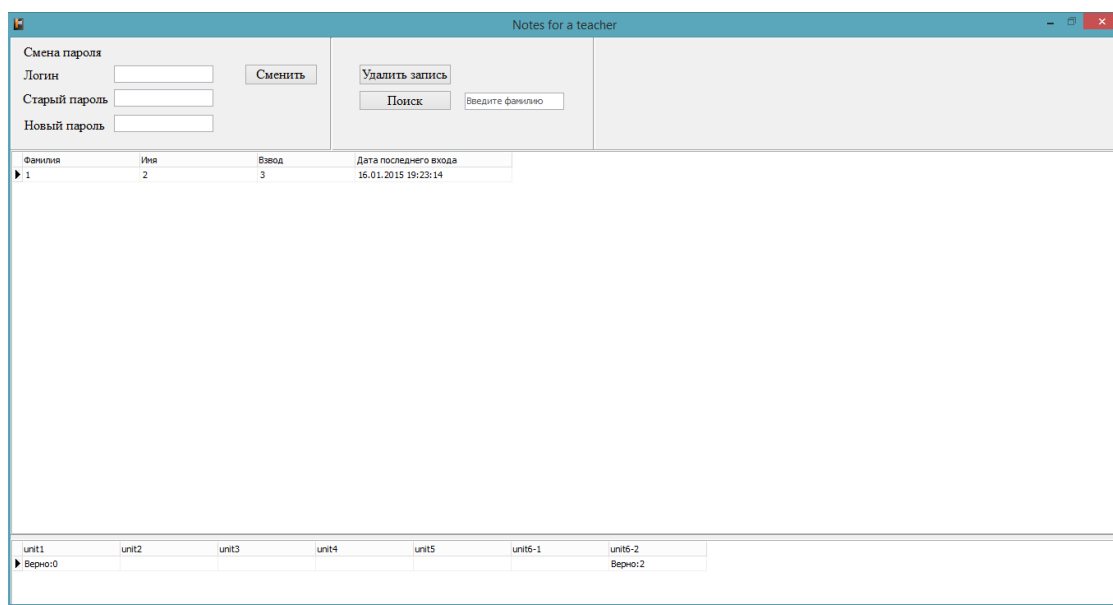 Notes for a teacher
Смена пароля
Логин
Сменить
Удалить запись
Старый пароль
Поиск
Введите фамилию
Новый пароль
Фамилия Имя Взвод Дата последнего входа
1 2 3 16.01.2015 19:23:14
unit1 unit2 unit3 unit4 unit5 unit6-1 unit6-2
Верно:0 Верно:2